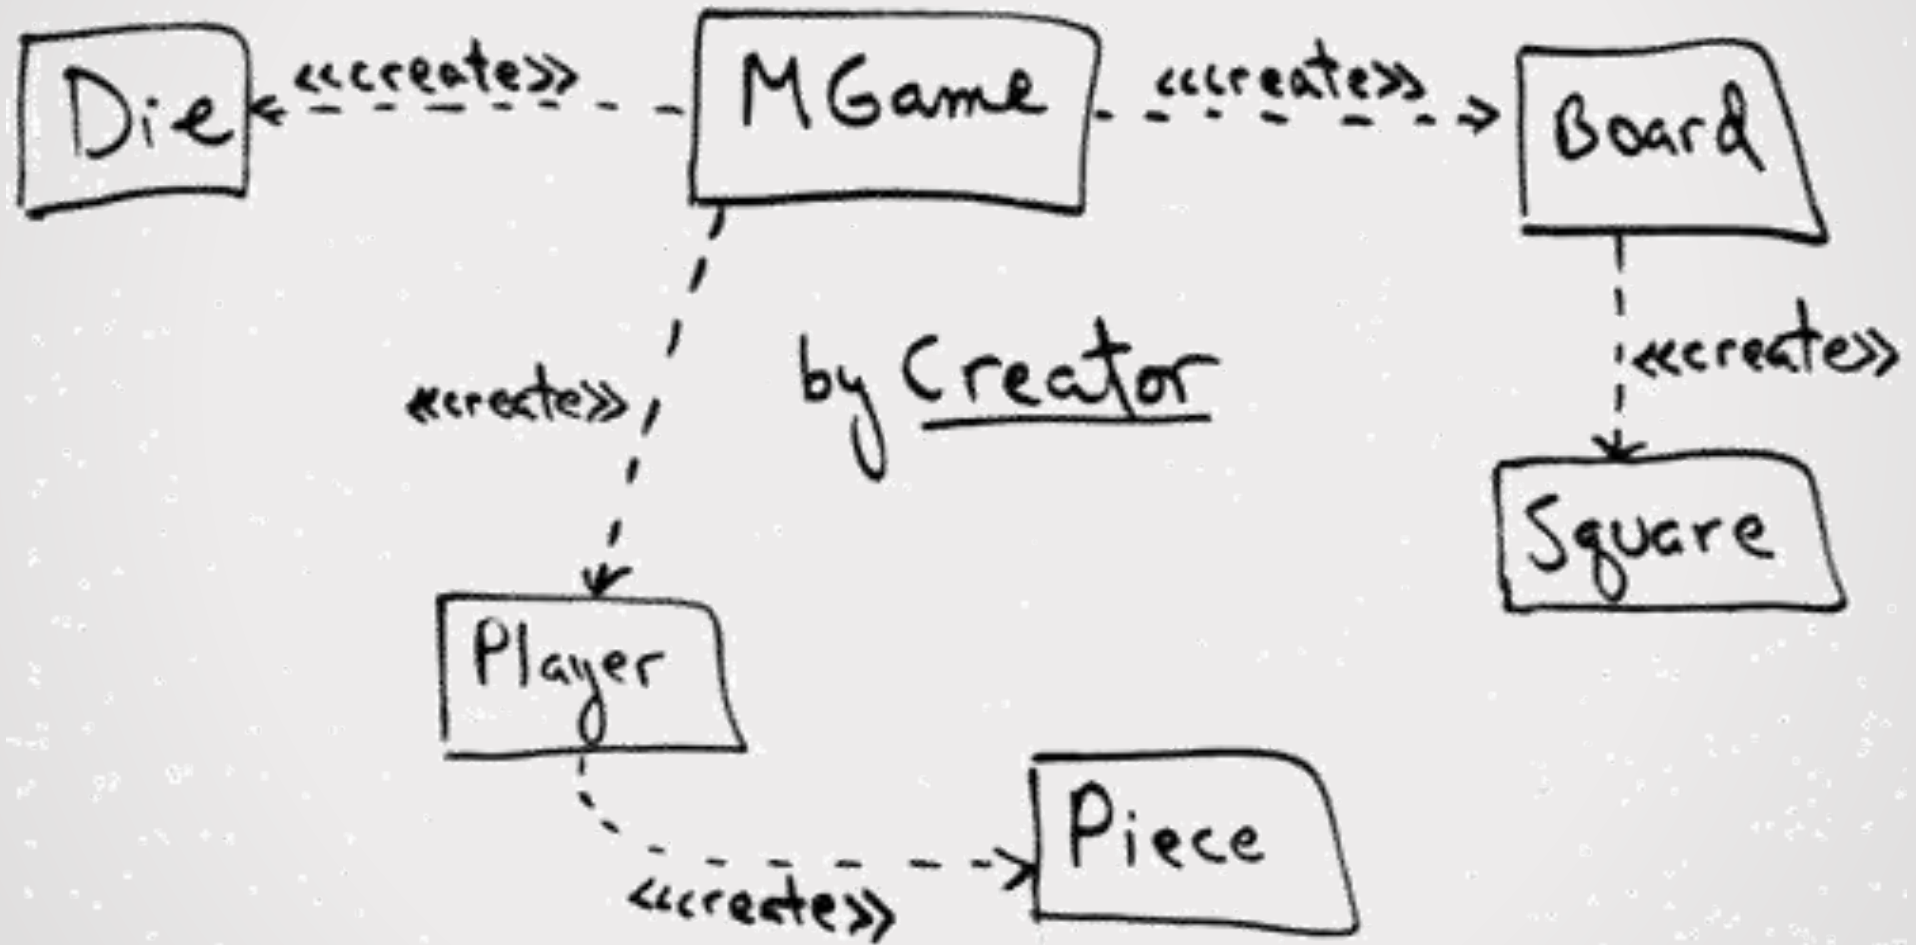 Die
<<create>>
MGame
<<create>>
Board
<<create>>
by Creator
<<create>>
Square
Player
Piece
<<create>>